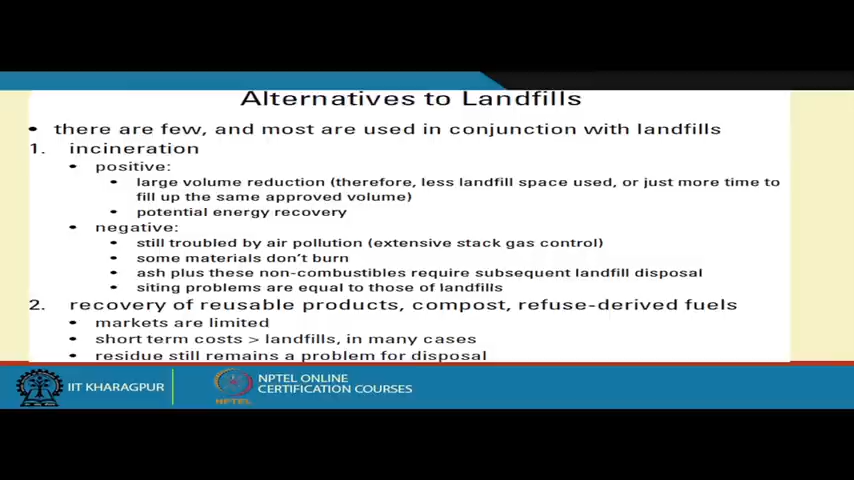 Alternatives to Landfills
• there are few, and most are used in conjunction with landfills
1. incineration
• positive:
• large volume reduction (therefore, less landfill space used, or just more time to
fill up the same approved volume)
• potential energy recovery
• negative:
• still troubled by air pollution (extensive stack gas control)
• some materials don't burn
• ash plus these non-combustibles require subsequent landfill disposal
• siting problems are equal to those of landfills
2. recovery of reusable products, compost, refuse-derived fuels
• markets are limited
• short term costs > landfills, in many cases
• residue still remains a problem for disposal
IIT KHARAGPUR
NPTEL ONLINE
CERTIFICATION COURSES
NPTEL